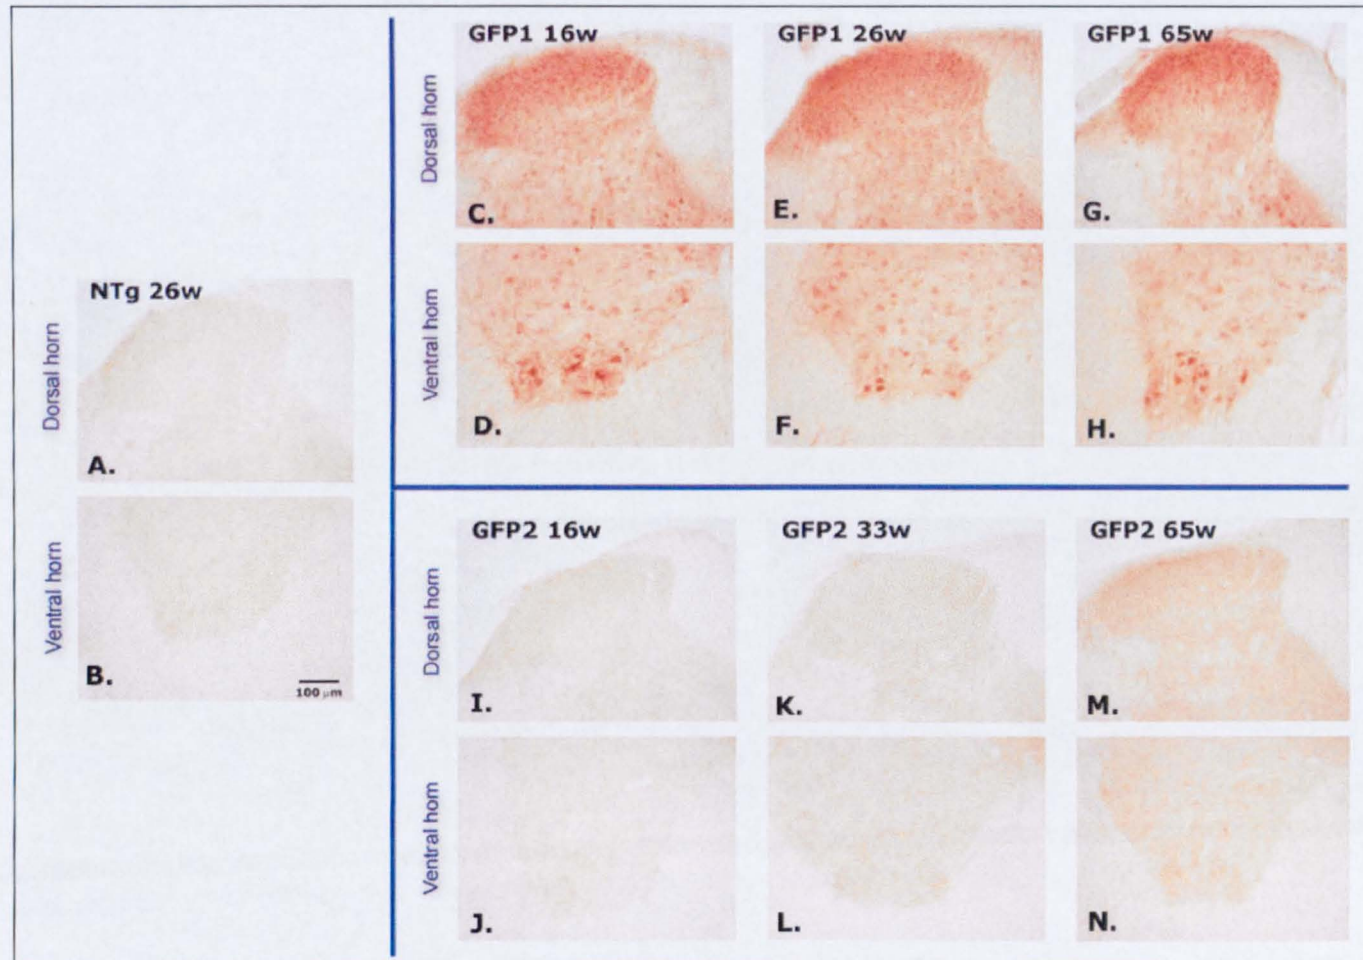 NTg 26w
Dorsal horn
A.
Ventral horn
B.
100 μm
GFP1 16w
GFP1 26w
GFP1 65w
Dorsal horn
C.
E.
G.
Ventral horn
D.
F.
H.
GFP2 16w
GFP2 33w
GFP2 65w
Dorsal horn
I.
K.
M.
Ventral horn
J.
L.
N.